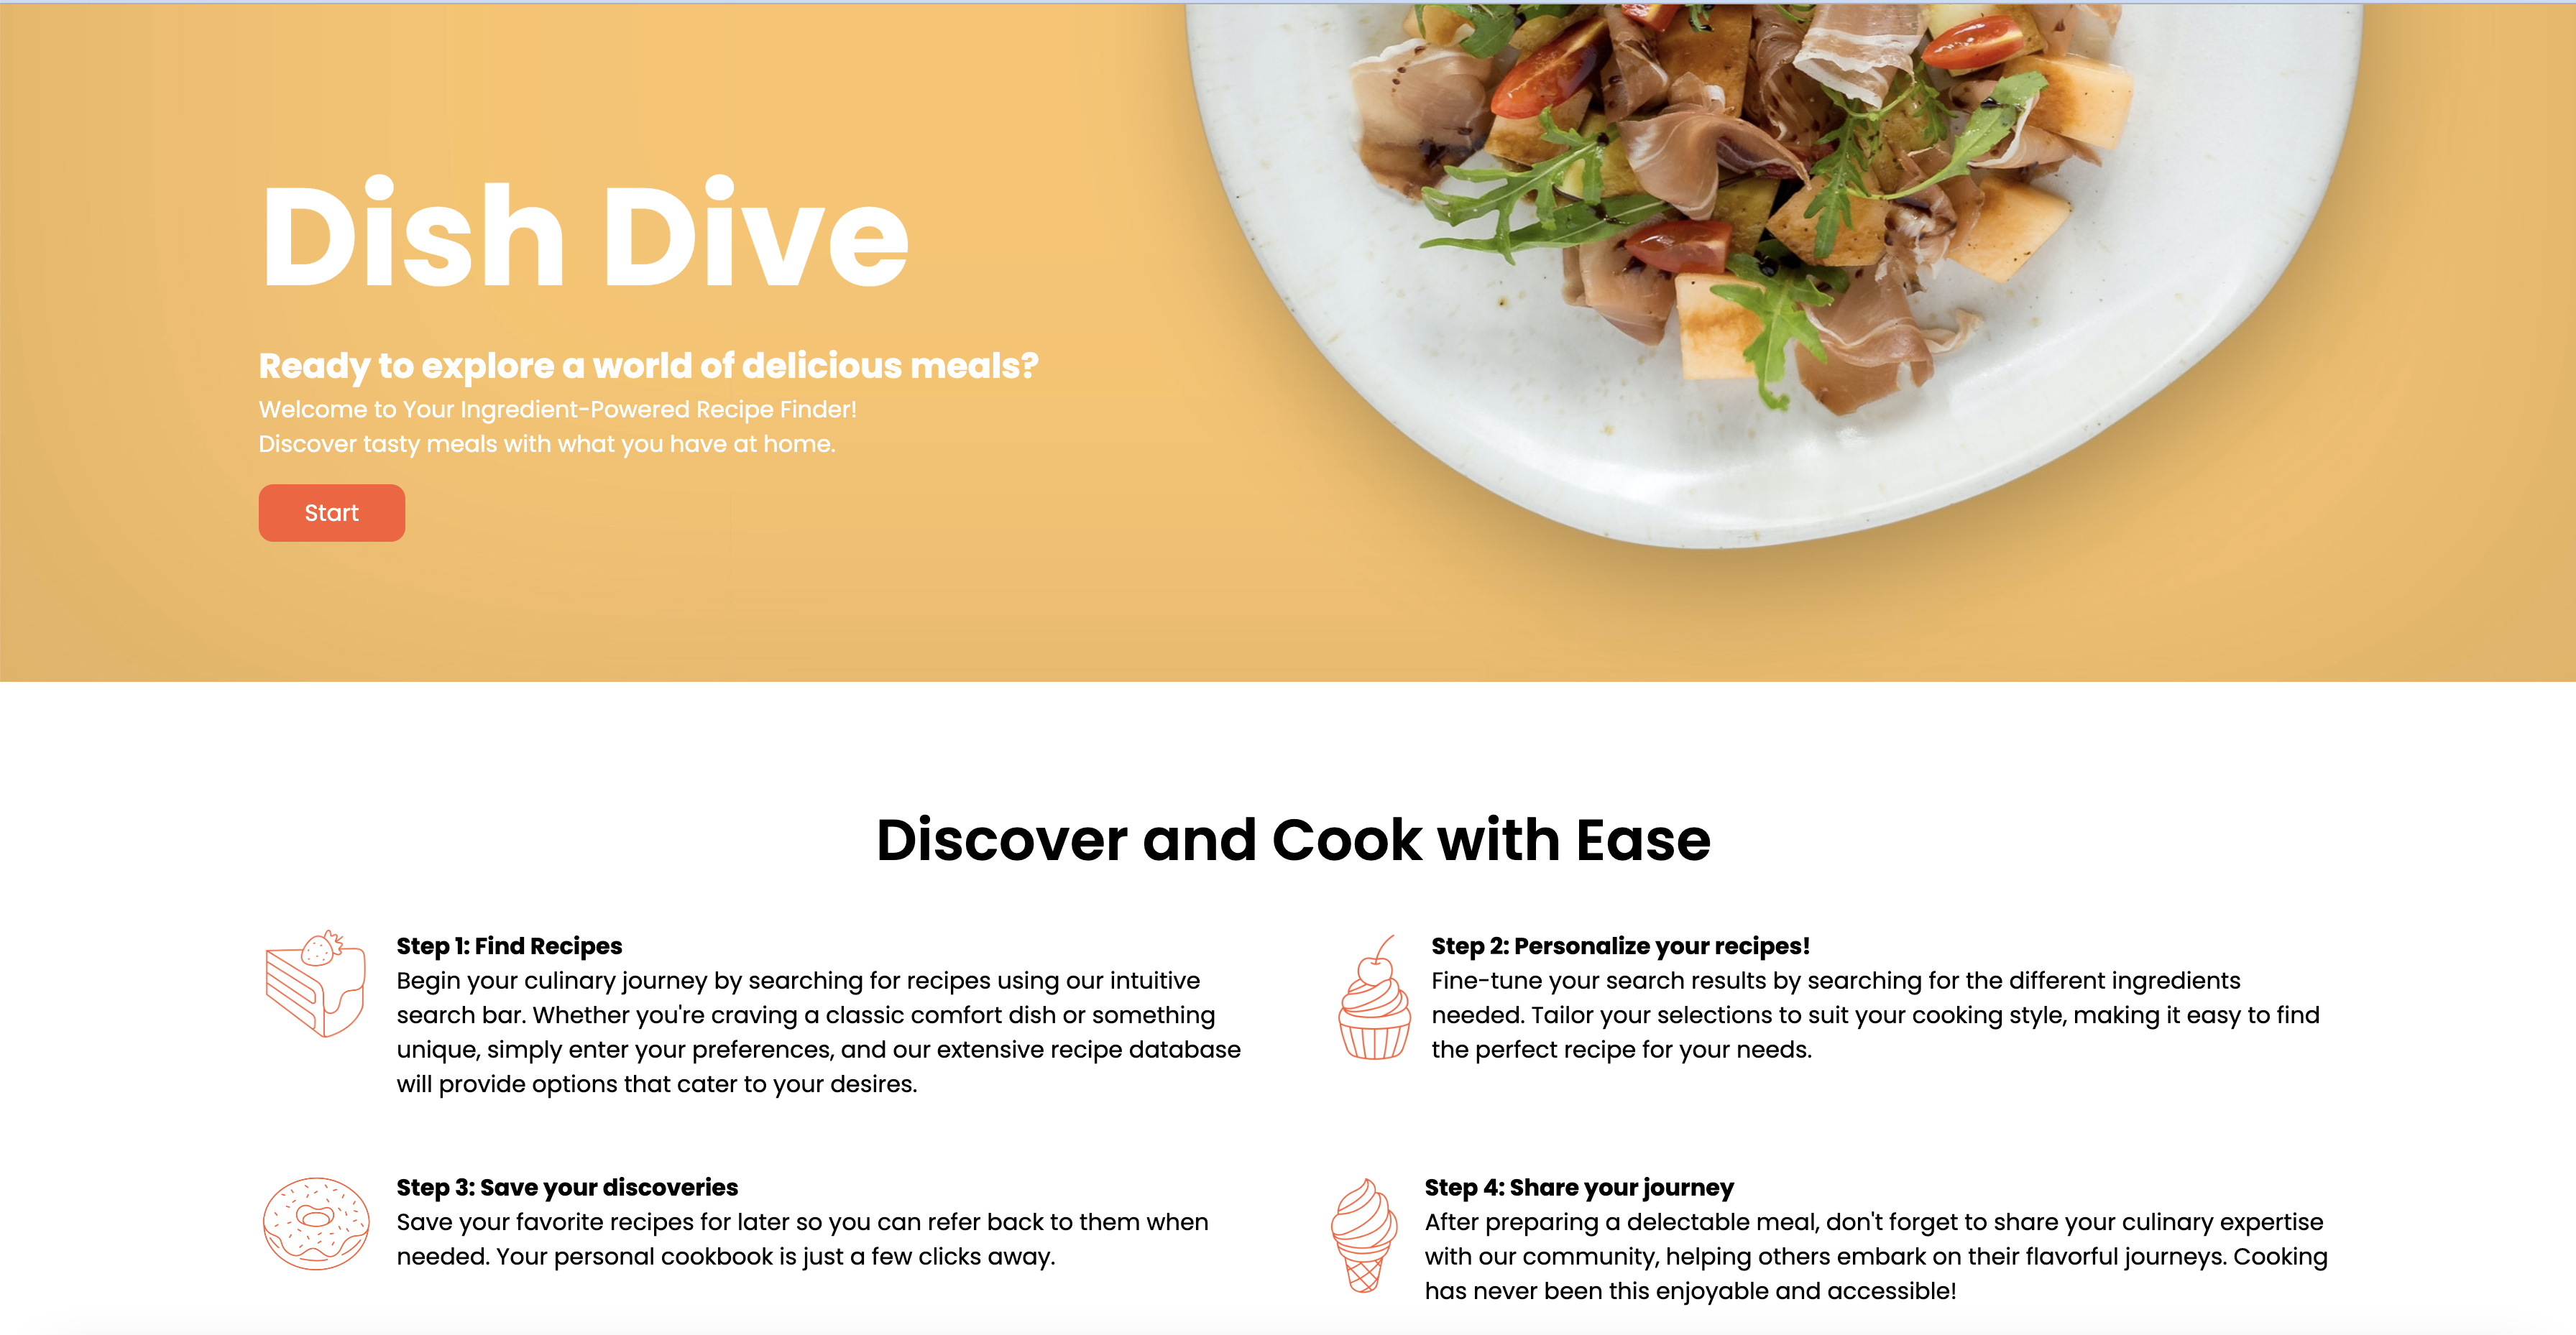 Dish Dive
Ready to explore a world of delicious meals?
Welcome to Your Ingredient-Powered Recipe Finder!
Discover tasty meals with what you have at home.
Start
Discover and Cook with Ease
Step 1: Find Recipes
Begin your culinary journey by searching for recipes using our intuitive
search bar. Whether you're craving a classic comfort dish or something
unique, simply enter your preferences, and our extensive recipe database
will provide options that cater to your desires.
Step 2: Personalize your recipes!
Fine-tune your search results by searching for the different ingredients
needed. Tailor your selections to suit your cooking style, making it easy to find
the perfect recipe for your needs.
Step 3: Save your discoveries
Save your favorite recipes for later so you can refer back to them when
needed. Your personal cookbook is just a few clicks away.
Step 4: Share your journey
After preparing a delectable meal, don't forget to share your culinary expertise
with our community, helping others embark on their flavorful journeys. Cooking
has never been this enjoyable and accessible!